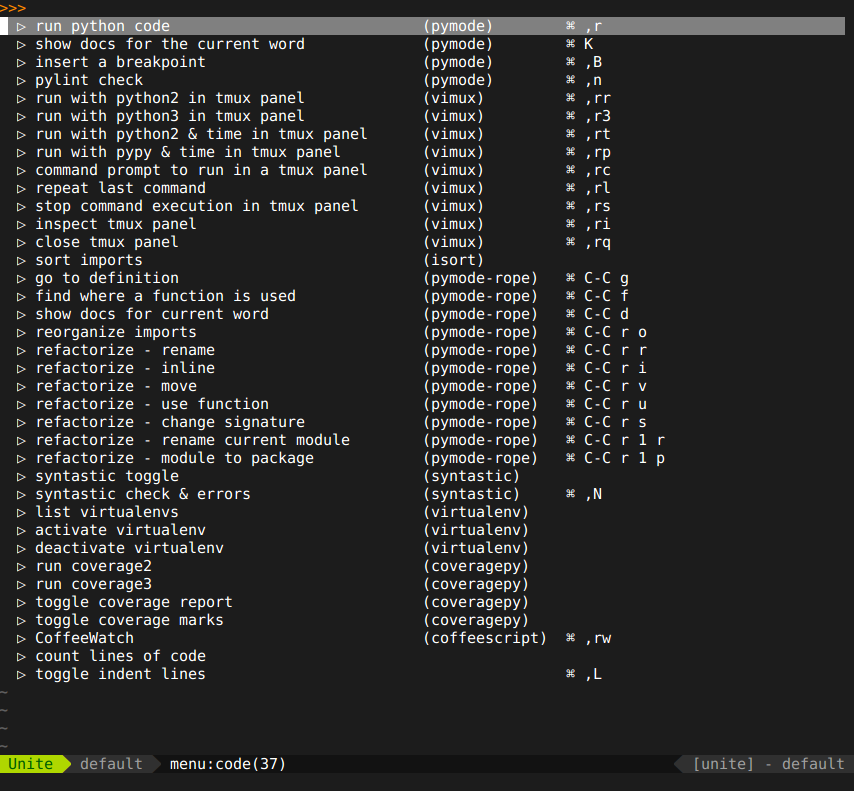 >>>
▷ run python code (pymode) ⌘ ,r
▷ show docs for the current word (pymode) ⌘ K
▷ insert a breakpoint (pymode) ⌘ ,B
▷ pylint check (pymode) ⌘ ,n
▷ run with python2 in tmux panel (vimux) ⌘ ,rr
▷ run with python3 in tmux panel (vimux) ⌘ ,r3
▷ run with python2 & time in tmux panel (vimux) ⌘ ,rt
▷ run with pypy & time in tmux panel (vimux) ⌘ ,rp
▷ command prompt to run in a tmux panel (vimux) ⌘ ,rc
▷ repeat last command (vimux) ⌘ ,rl
▷ stop command execution in tmux panel (vimux) ⌘ ,rs
▷ inspect tmux panel (vimux) ⌘ ,ri
▷ close tmux panel (vimux) ⌘ ,rq
▷ sort imports (isort)
▷ go to definition (pymode-rope) ⌘ C-C g
▷ find where a function is used (pymode-rope) ⌘ C-C f
▷ show docs for current word (pymode-rope) ⌘ C-C d
▷ reorganize imports (pymode-rope) ⌘ C-C r o
▷ refactorize - rename (pymode-rope) ⌘ C-C r r
▷ refactorize - inline (pymode-rope) ⌘ C-C r i
▷ refactorize - move (pymode-rope) ⌘ C-C r v
▷ refactorize - use function (pymode-rope) ⌘ C-C r u
▷ refactorize - change signature (pymode-rope) ⌘ C-C r s
▷ refactorize - rename current module (pymode-rope) ⌘ C-C r 1 r
▷ refactorize - module to package (pymode-rope) ⌘ C-C r 1 p
▷ syntastic toggle (syntastic)
▷ syntastic check & errors (syntastic) ⌘ ,N
▷ list virtualenvs (virtualenv)
▷ activate virtualenv (virtualenv)
▷ deactivate virtualenv (virtualenv)
▷ run coverage2 (coveragepy)
▷ run coverage3 (coveragepy)
▷ toggle coverage report (coveragepy)
▷ toggle coverage marks (coveragepy)
▷ CoffeeWatch (coffeescript) ⌘ ,rw
▷ count lines of code
▷ toggle indent lines ⌘ ,L
~
~
~
~
Unite default menu:code(37) [unite] - default